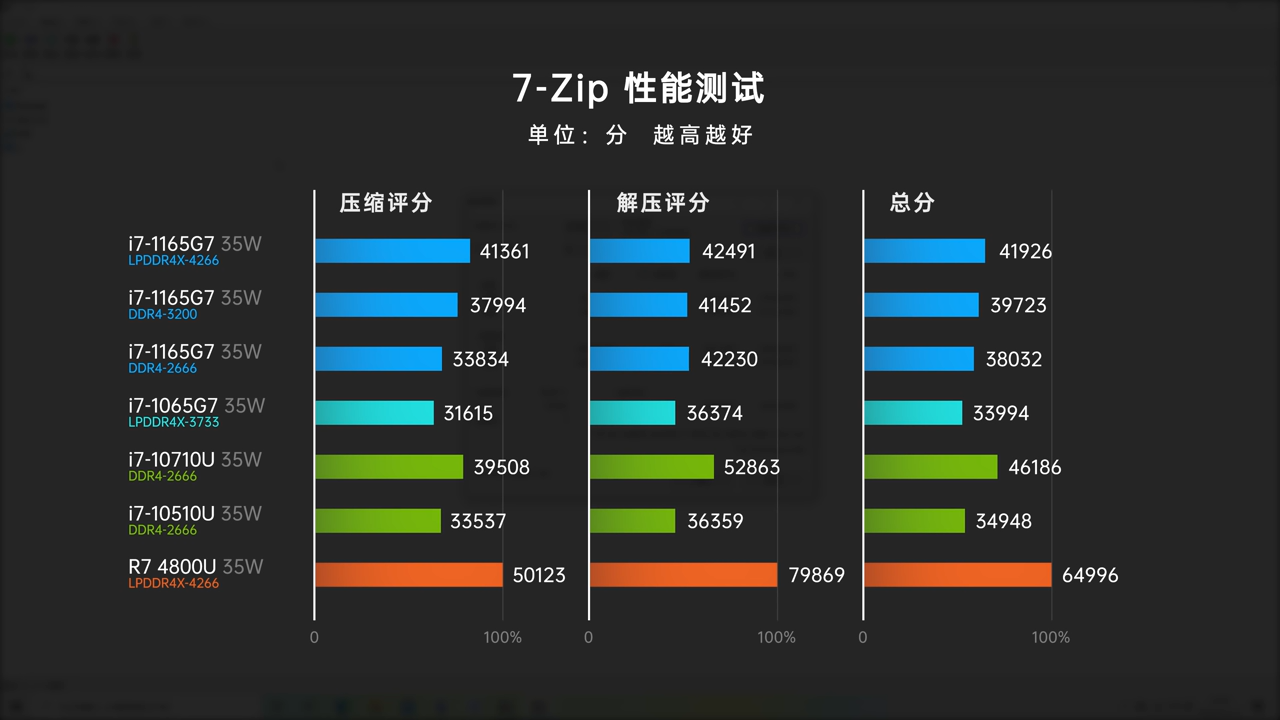 7-Zip 性能测试
单位：分 越高越好
压缩评分 解压评分 总分
i7-1165G7 35W 41361 42491 41926
LPDDR4X-4266
i7-1165G7 35W 37994 41452 39723
DDR4-3200
i7-1165G7 35W 33834 42230 38032
DDR4-2666
i7-1065G7 35W 31615 36374 33994
LPDDR4X-3733
i7-10710U 35W 39508 52863 46186
DDR4-2666
i7-10510U 35W 33537 36359 34948
DDR4-2666
R7 4800U 35W 50123 79869 64996
LPDDR4X-4266
0 100% 0 100% 0 100%